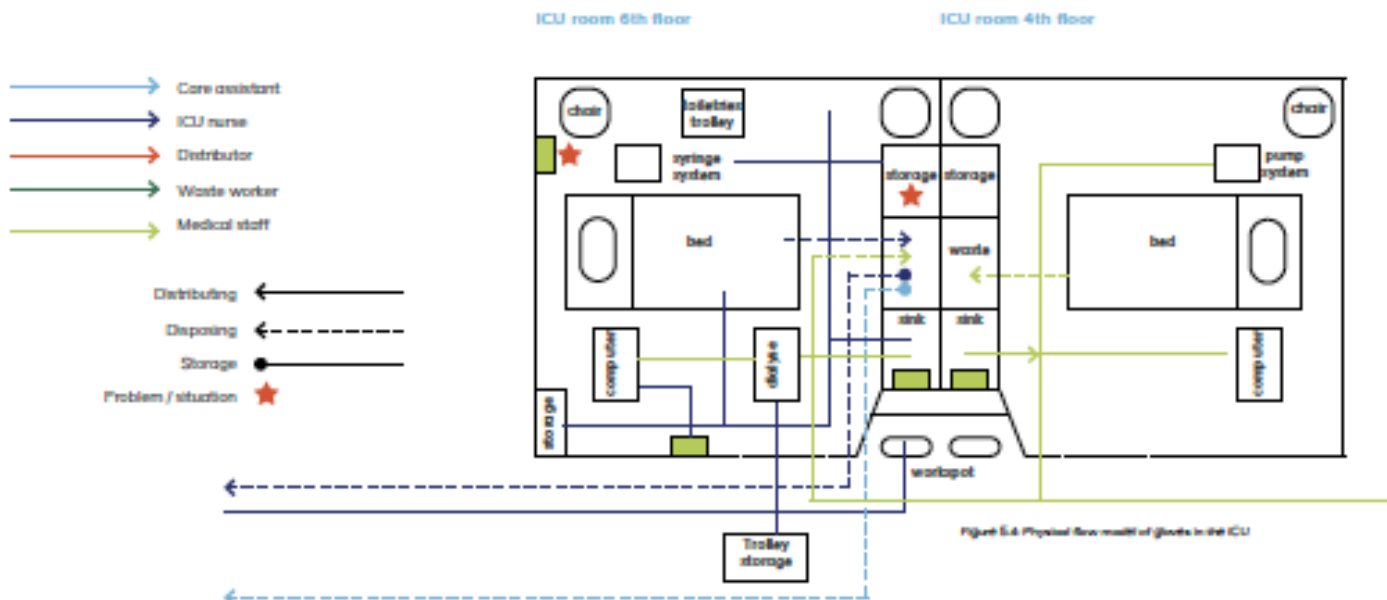 ICU room 6th floor
ICU room 4th floor
Care assistant
ICU nurse
Distributor
Waste worker
Medical staff
Distributing
Disposing
Storage
Problem / situation
chair
toiletries
trolley
syringe
system
storage
storage
pump
system
chair
bed
waste
bed
sink
sink
computer
dialyse
computer
storage
workspot
Trolley
storage
Figure 5.4 Physical flow model of gloves in the ICU